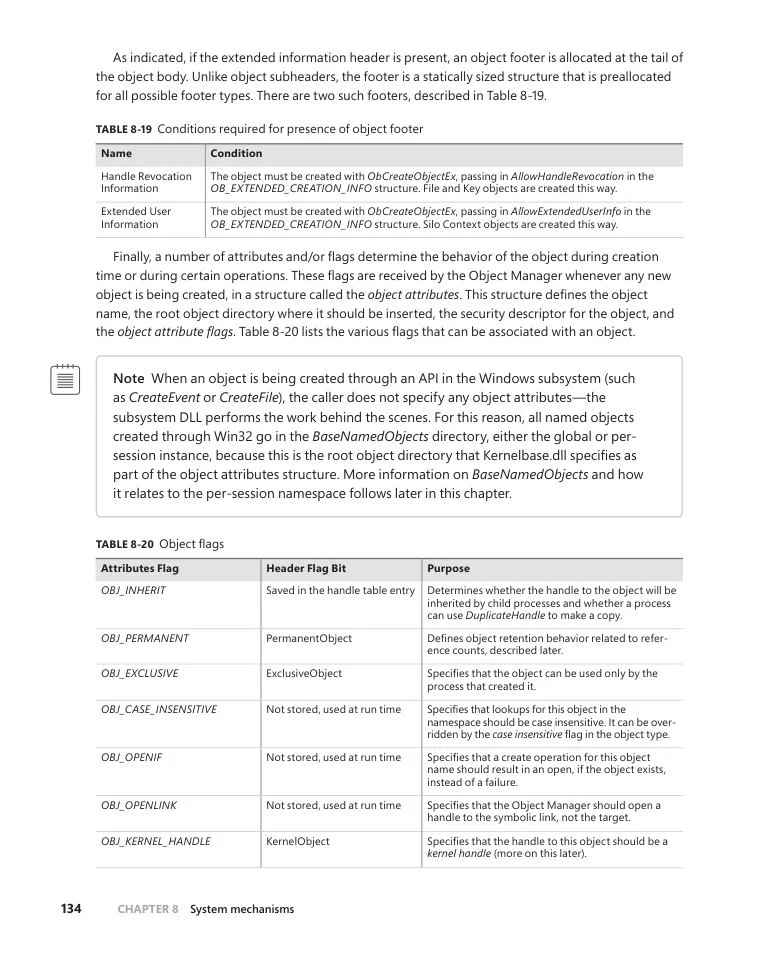 As indicated, if the extended information header is present, an object footer is allocated at the tail of
the object body. Unlike object subheaders, the footer is a statically sized structure that is preallocated
for all possible footer types. There are two such footers, described in Table 8-19.
TABLE 8-19 Conditions required for presence of object footer
Name Condition
Handle Revocation The object must be created with ObCreateObjectEx, passing in AllowHandleRevocation in the
Information OB_EXTENDED_CREATION_INFO structure. File and Key objects are created this way.
Extended User The object must be created with ObCreateObjectEx, passing in AllowExtendedUserInfo in the
Information OB_EXTENDED_CREATION_INFO structure. Silo Context objects are created this way.
Finally, a number of attributes and/or flags determine the behavior of the object during creation
time or during certain operations. These flags are received by the Object Manager whenever any new
object is being created, in a structure called the object attributes. This structure defines the object
name, the root object directory where it should be inserted, the security descriptor for the object, and
the object attribute flags. Table 8-20 lists the various flags that can be associated with an object.
Note When an object is being created through an API in the Windows subsystem (such
as CreateEvent or CreateFile), the caller does not specify any object attributes—the
subsystem DLL performs the work behind the scenes. For this reason, all named objects
created through Win32 go in the BaseNamedObjects directory, either the global or per-
session instance, because this is the root object directory that Kernelbase.dll specifies as
part of the object attributes structure. More information on BaseNamedObjects and how
it relates to the per-session namespace follows later in this chapter.
TABLE 8-20 Object flags
Attributes Flag Header Flag Bit Purpose
OBJ_INHERIT Saved in the handle table entry Determines whether the handle to the object will be
inherited by child processes and whether a process
can use DuplicateHandle to make a copy.
OBJ_PERMANENT PermanentObject Defines object retention behavior related to refer-
ence counts, described later.
OBJ_EXCLUSIVE ExclusiveObject Specifies that the object can be used only by the
process that created it.
OBJ_CASE_INSENSITIVE Not stored, used at run time Specifies that lookups for this object in the
namespace should be case insensitive. It can be over-
ridden by the case insensitive flag in the object type.
OBJ_OPENIF Not stored, used at run time Specifies that a create operation for this object
name should result in an open, if the object exists,
instead of a failure.
OBJ_OPENLINK Not stored, used at run time Specifies that the Object Manager should open a
handle to the symbolic link, not the target.
OBJ_KERNEL_HANDLE KernelObject Specifies that the handle to this object should be a
kernel handle (more on this later).
134 CHAPTER 8 System mechanisms